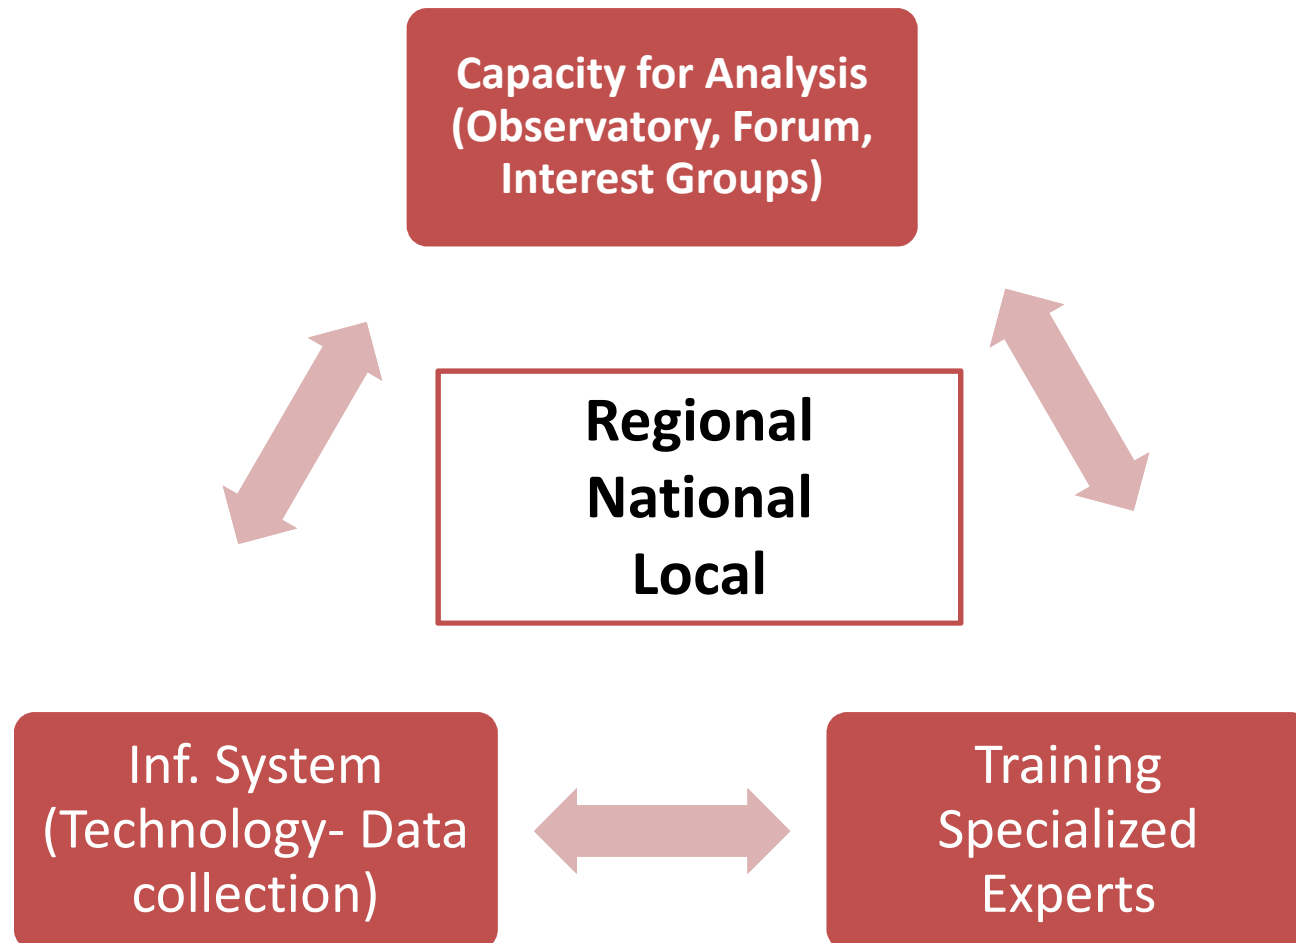 Capacity for Analysis
(Observatory, Forum,
Interest Groups)
Regional
National
Local
Inf. System
(Technology- Data
collection)
Training
Specialized
Experts